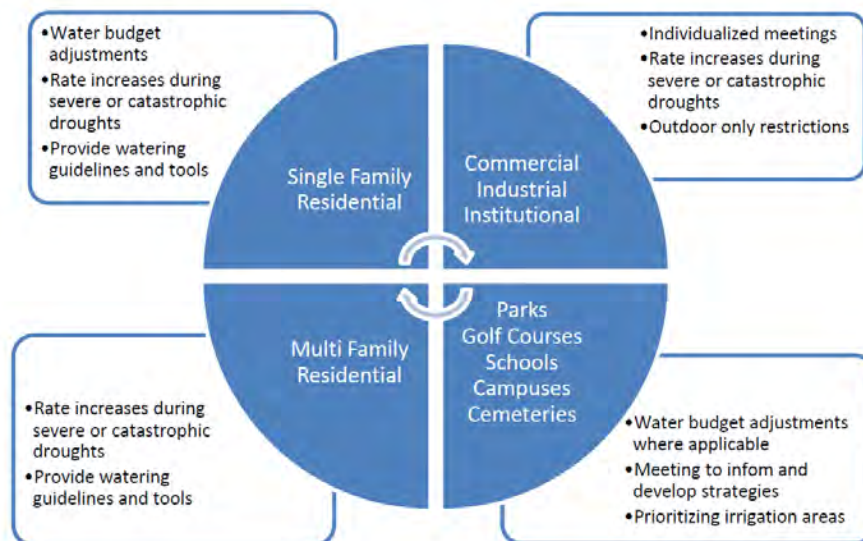 •Water budget
adjustments
•Rate increases during
severe or catastrophic
droughts
•Provide watering
guidelines and tools
Single Family
Residential
Commercial
Industrial
Institutional
•Individualized meetings
•Rate increases during
severe or catastrophic
droughts
•Outdoor only restrictions
•Rate increases during
severe or catastrophic
droughts
•Provide watering
guidelines and tools
Multi Family
Residential
Parks
Golf Courses
Schools
Campuses
Cemeteries
•Water budget adjustments
where applicable
•Meeting to infom and
develop strategies
•Prioritizing irrigation areas